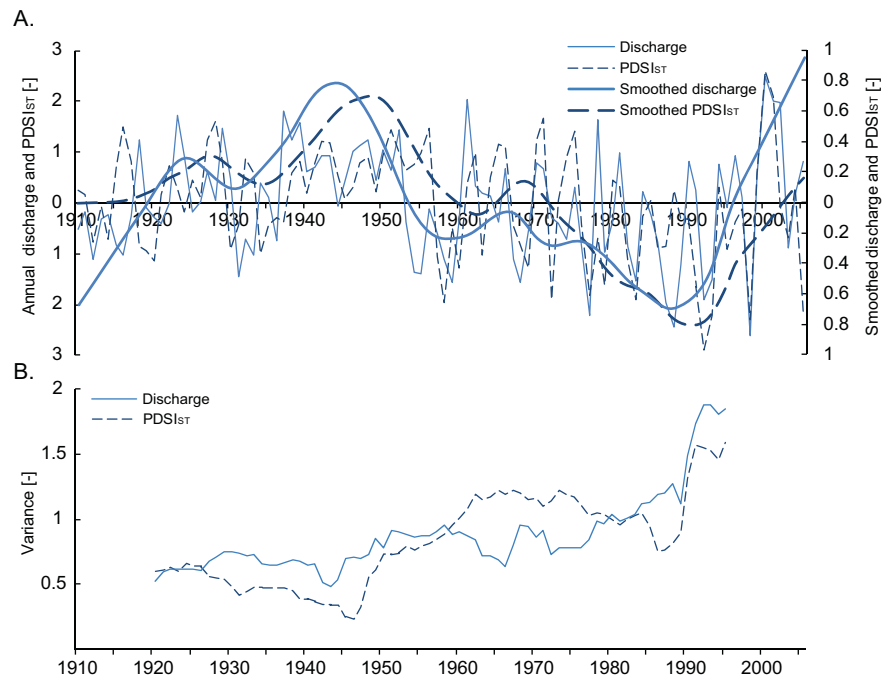 A.
Annual discharge and PDSIST [-]
3
2
1
0
1
2
3
Discharge
PDSIST
Smoothed discharge
Smoothed PDSIST
1910 1920 1930 1940 1950 1960 1970 1980 1990 2000
1
0.8
0.6
0.4
0.2
0
0.2
0.4
0.6
0.8
1
Smoothed discharge and PDSIST [-]
B.
Variance [-]
2
1.5
1
0.5
Discharge
PDSIST
1910 1920 1930 1940 1950 1960 1970 1980 1990 2000